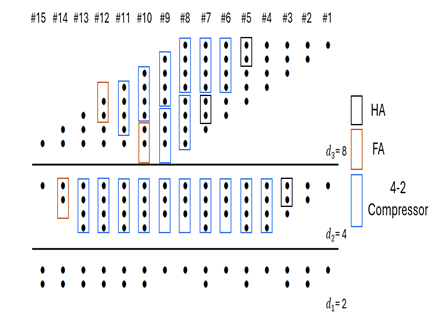 #15 #14 #13 #12 #11 #10 #9 #8 #7 #6 #5 #4 #3 #2 #1
HA
FA
d₃= 8
4-2
Compressor
d₂= 4
d₁= 2